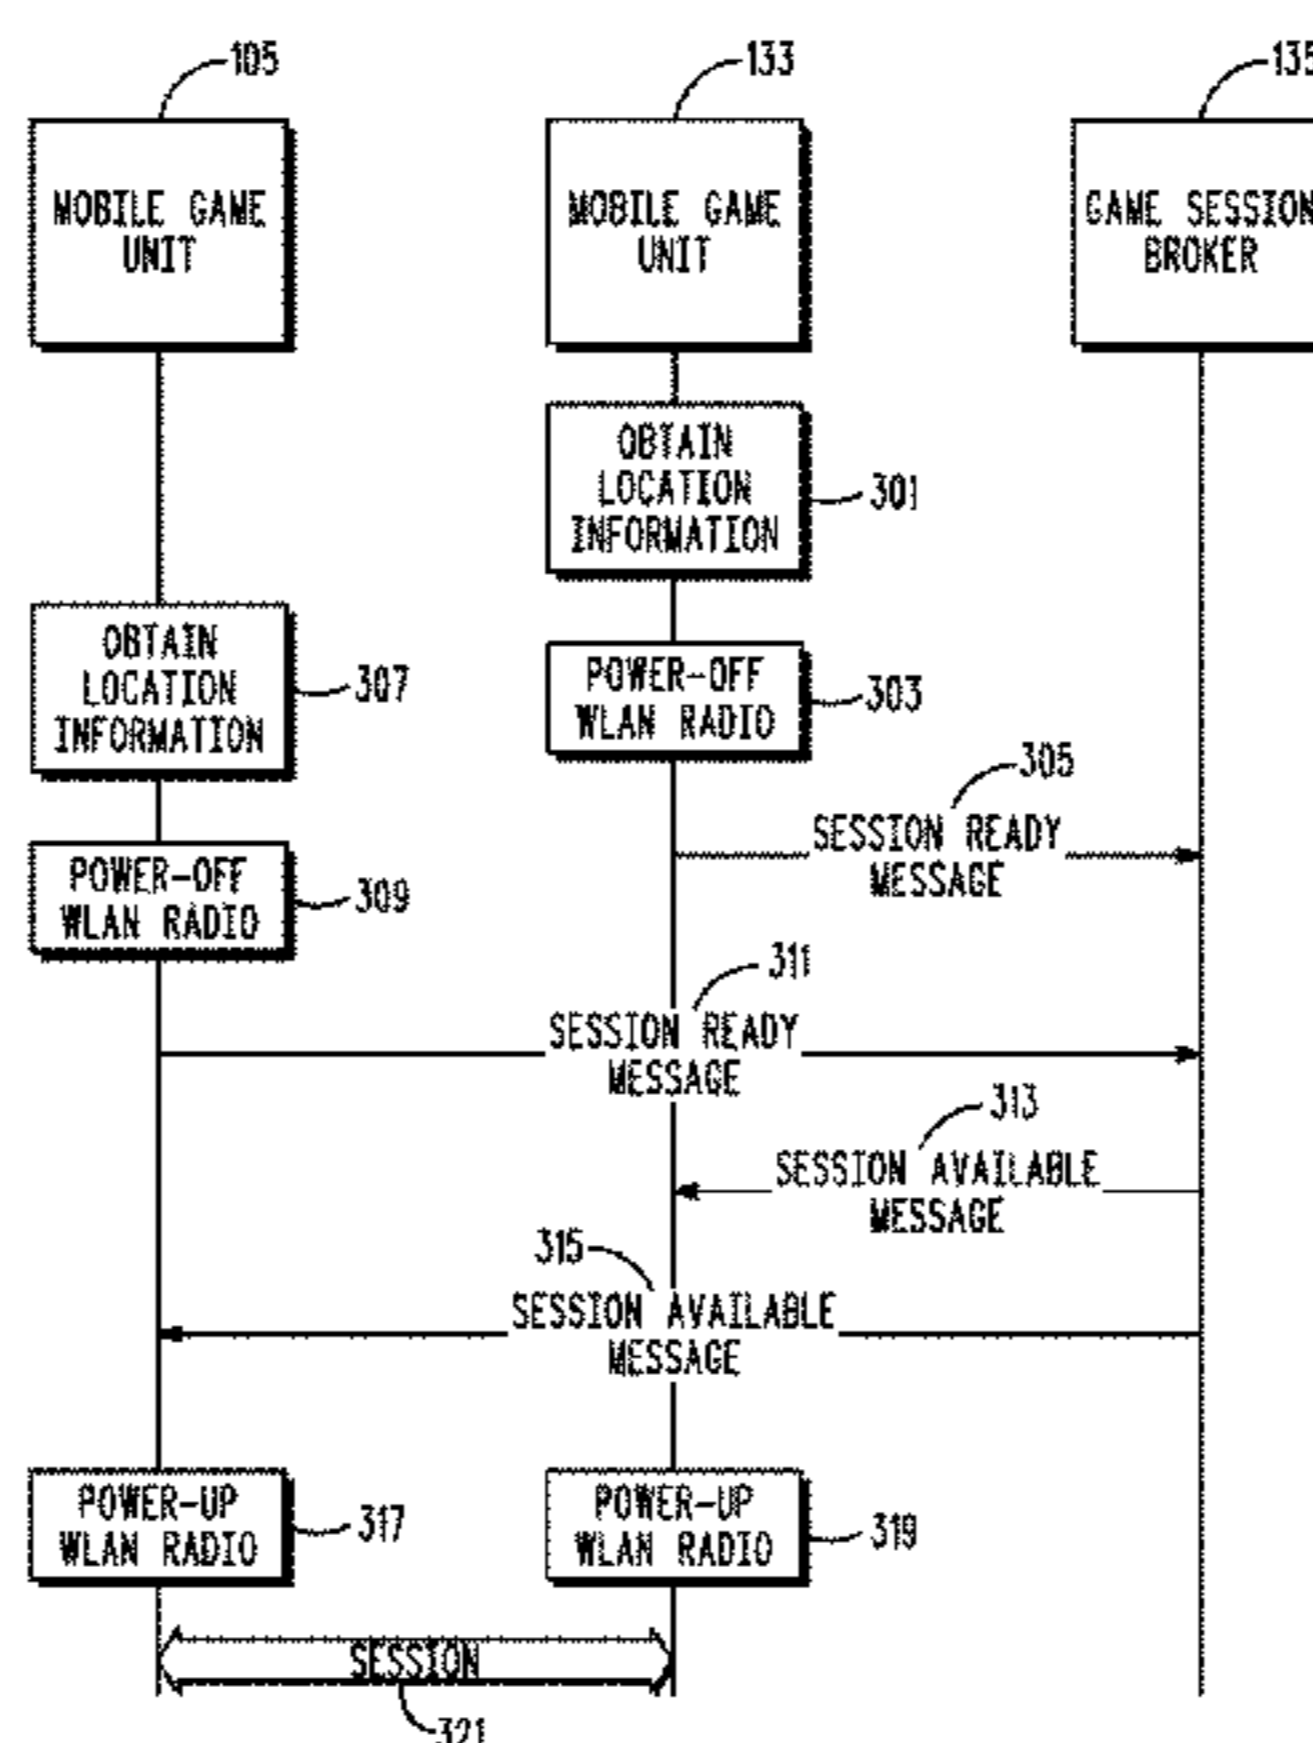 105
133
135
MOBILE GAME
UNIT
MOBILE GAME
UNIT
GAME SESSION
BROKER
OBTAIN
LOCATION
INFORMATION
301
OBTAIN
LOCATION
INFORMATION
307
POWER-OFF
WLAN RADIO
303
305
SESSION READY
MESSAGE
POWER-OFF
WLAN RADIO
309
311
SESSION READY
MESSAGE
313
SESSION AVAILABLE
MESSAGE
315
SESSION AVAILABLE
MESSAGE
POWER-UP
WLAN RADIO
317
POWER-UP
WLAN RADIO
319
SESSION
321